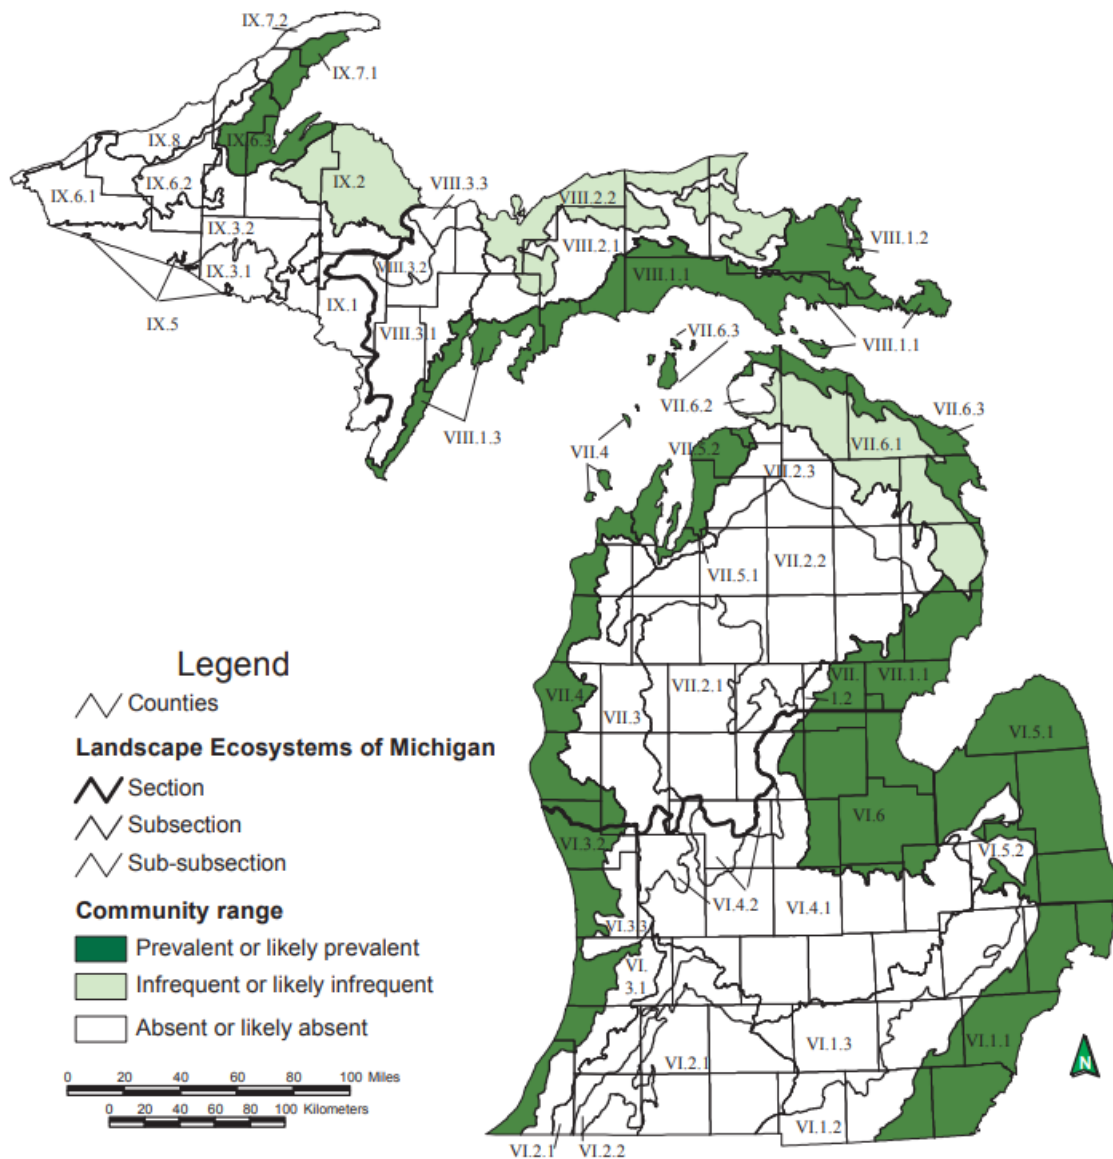 IX.7.2
IX.7.1
IX.8
IX.6.3
IX.6.2
IX.6.1
IX.2
VIII.3.3
VIII.2.2
IX.3.2
VIII.2.1
VIII.1.2
IX.3.1
VIII.3.2
VIII.1.1
IX.1
IX.5
VIII.3.1
VII.6.3
VIII.1.1
VII.6.2
VII.6.3
VIII.1.3
VII.6.1
VII.4
VII.5.2
VII.2.3
VII.5.1
VII.2.2
VII.4
VII.3
VII.2.1
VII.
1.2
VII.1.1
VI.5.1
VI.6
VI.3.2
VI.5.2
VI.4.2
VI.4.1
VI.3.3
VI.
3.1
VI.2.1
VI.1.3
VI.1.1
VI.1.2
VI.2.1
VI.2.2
Legend
Counties
Landscape Ecosystems of Michigan
Section
Subsection
Sub-subsection
Community range
Prevalent or likely prevalent
Infrequent or likely infrequent
Absent or likely absent
0 20 40 60 80 100 Miles
0 20 40 60 80 100 Kilometers
N